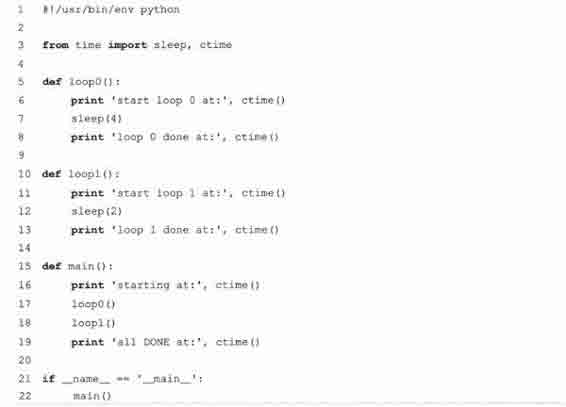 1 #!/usr/bin/env python
2
3 from time import sleep, ctime
4
5 def loop0():
6 print 'start loop 0 at:', ctime()
7 sleep(4)
8 print 'loop 0 done at:', ctime()
9
10 def loop1():
11 print 'start loop 1 at:', ctime()
12 sleep(2)
13 print 'loop 1 done at:', ctime()
14
15 def main():
16 print 'starting at:', ctime()
17 loop0()
18 loop1()
19 print 'all DONE at:', ctime()
20
21 if __name__ == '__main__':
22 main()